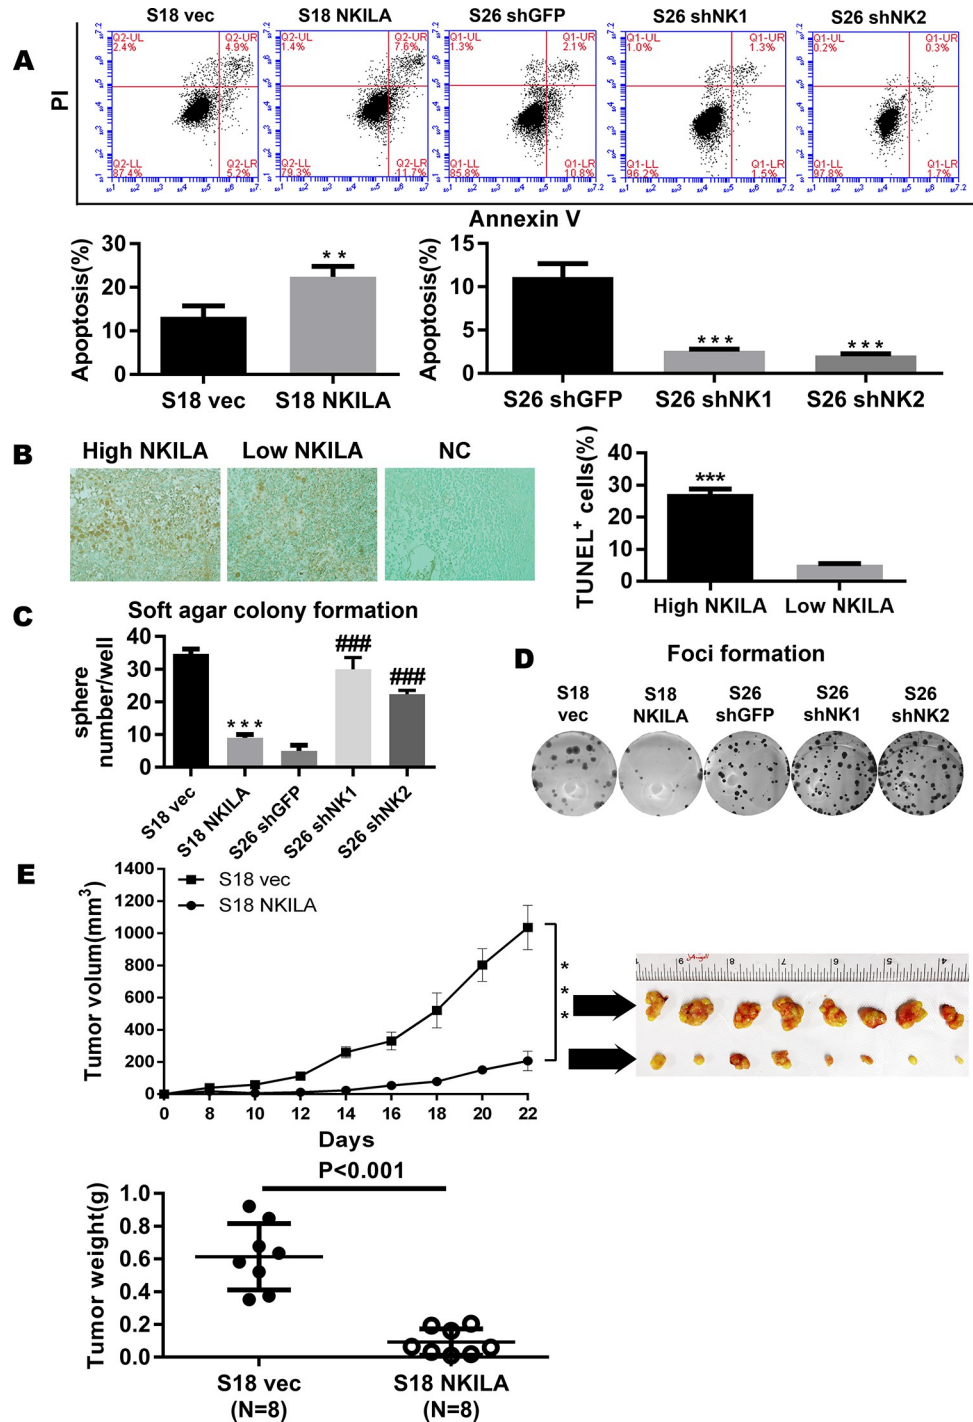 S18 vec S18 NKILA S26 shGFP S26 shNK1 S26 shNK2
A
PI
Q2-UL 2.4% Q2-UR 4.9% Q2-LL 87.4% Q2-LR 5.2%
Q2-UL 1.4% Q2-UR 7.6% Q2-LL 79.3% Q2-LR 11.7%
Q1-UL 1.3% Q1-UR 2.1% Q1-LL 85.8% Q1-LR 10.8%
Q1-UL 1.0% Q1-UR 1.3% Q1-LL 96.2% Q1-LR 1.5%
Q1-UL 0.2% Q1-UR 0.3% Q1-LL 97.8% Q1-LR 1.7%
Annexin V
Apoptosis(%)
30
20
10
0
* *
S18 vec S18 NKILA
Apoptosis(%)
15
10
5
0
* * * * * *
S26 shGFP S26 shNK1 S26 shNK2
B
High NKILA Low NKILA NC
TUNEL+ cells(%)
40
30
20
10
0
***
High NKILA Low NKILA
C
Soft agar colony formation
sphere
number/well
40
30
20
10
0
* * * ### ###
S18 vec S18 NKILA S26 shGFP S26 shNK1 S26 shNK2
D
Foci formation
S18 S18 S26 S26 S26
vec NKILA shGFP shNK1 shNK2
E
Tumor volum(mm3)
1400
1200
1000
800
600
400
200
0
S18 vec
S18 NKILA
0 8 10 12 14 16 18 20 22
Days
*
*
*
9 8 7 6 5 4
P<0.001
Tumor weight(g)
1.0
0.8
0.6
0.4
0.2
0.0
S18 vec S18 NKILA
(N=8) (N=8)